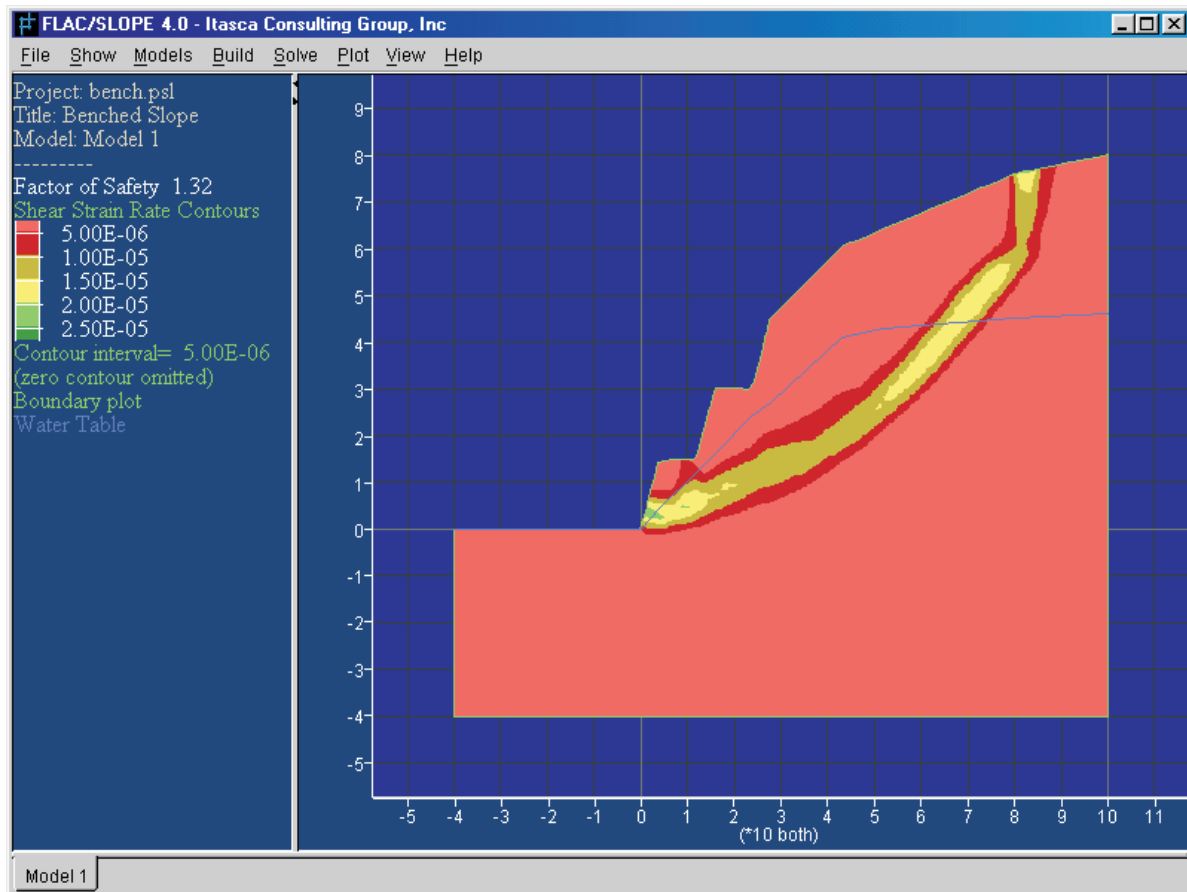 FLAC/SLOPE 4.0 - Itasca Consulting Group, Inc
File Show Models Build Solve Plot View Help
Project: bench.psl
Title: Benched Slope
Model: Model 1
---------
Factor of Safety 1.32
Shear Strain Rate Contours
5.00E-06
1.00E-05
1.50E-05
2.00E-05
2.50E-05
Contour interval= 5.00E-06
(zero contour omitted)
Boundary plot
Water Table
9
8
7
6
5
4
3
2
1
0
-1
-2
-3
-4
-5
-5 -4 -3 -2 -1 0 1 2 3 4 5 6 7 8 9 10 11
(*10 both)
Model 1